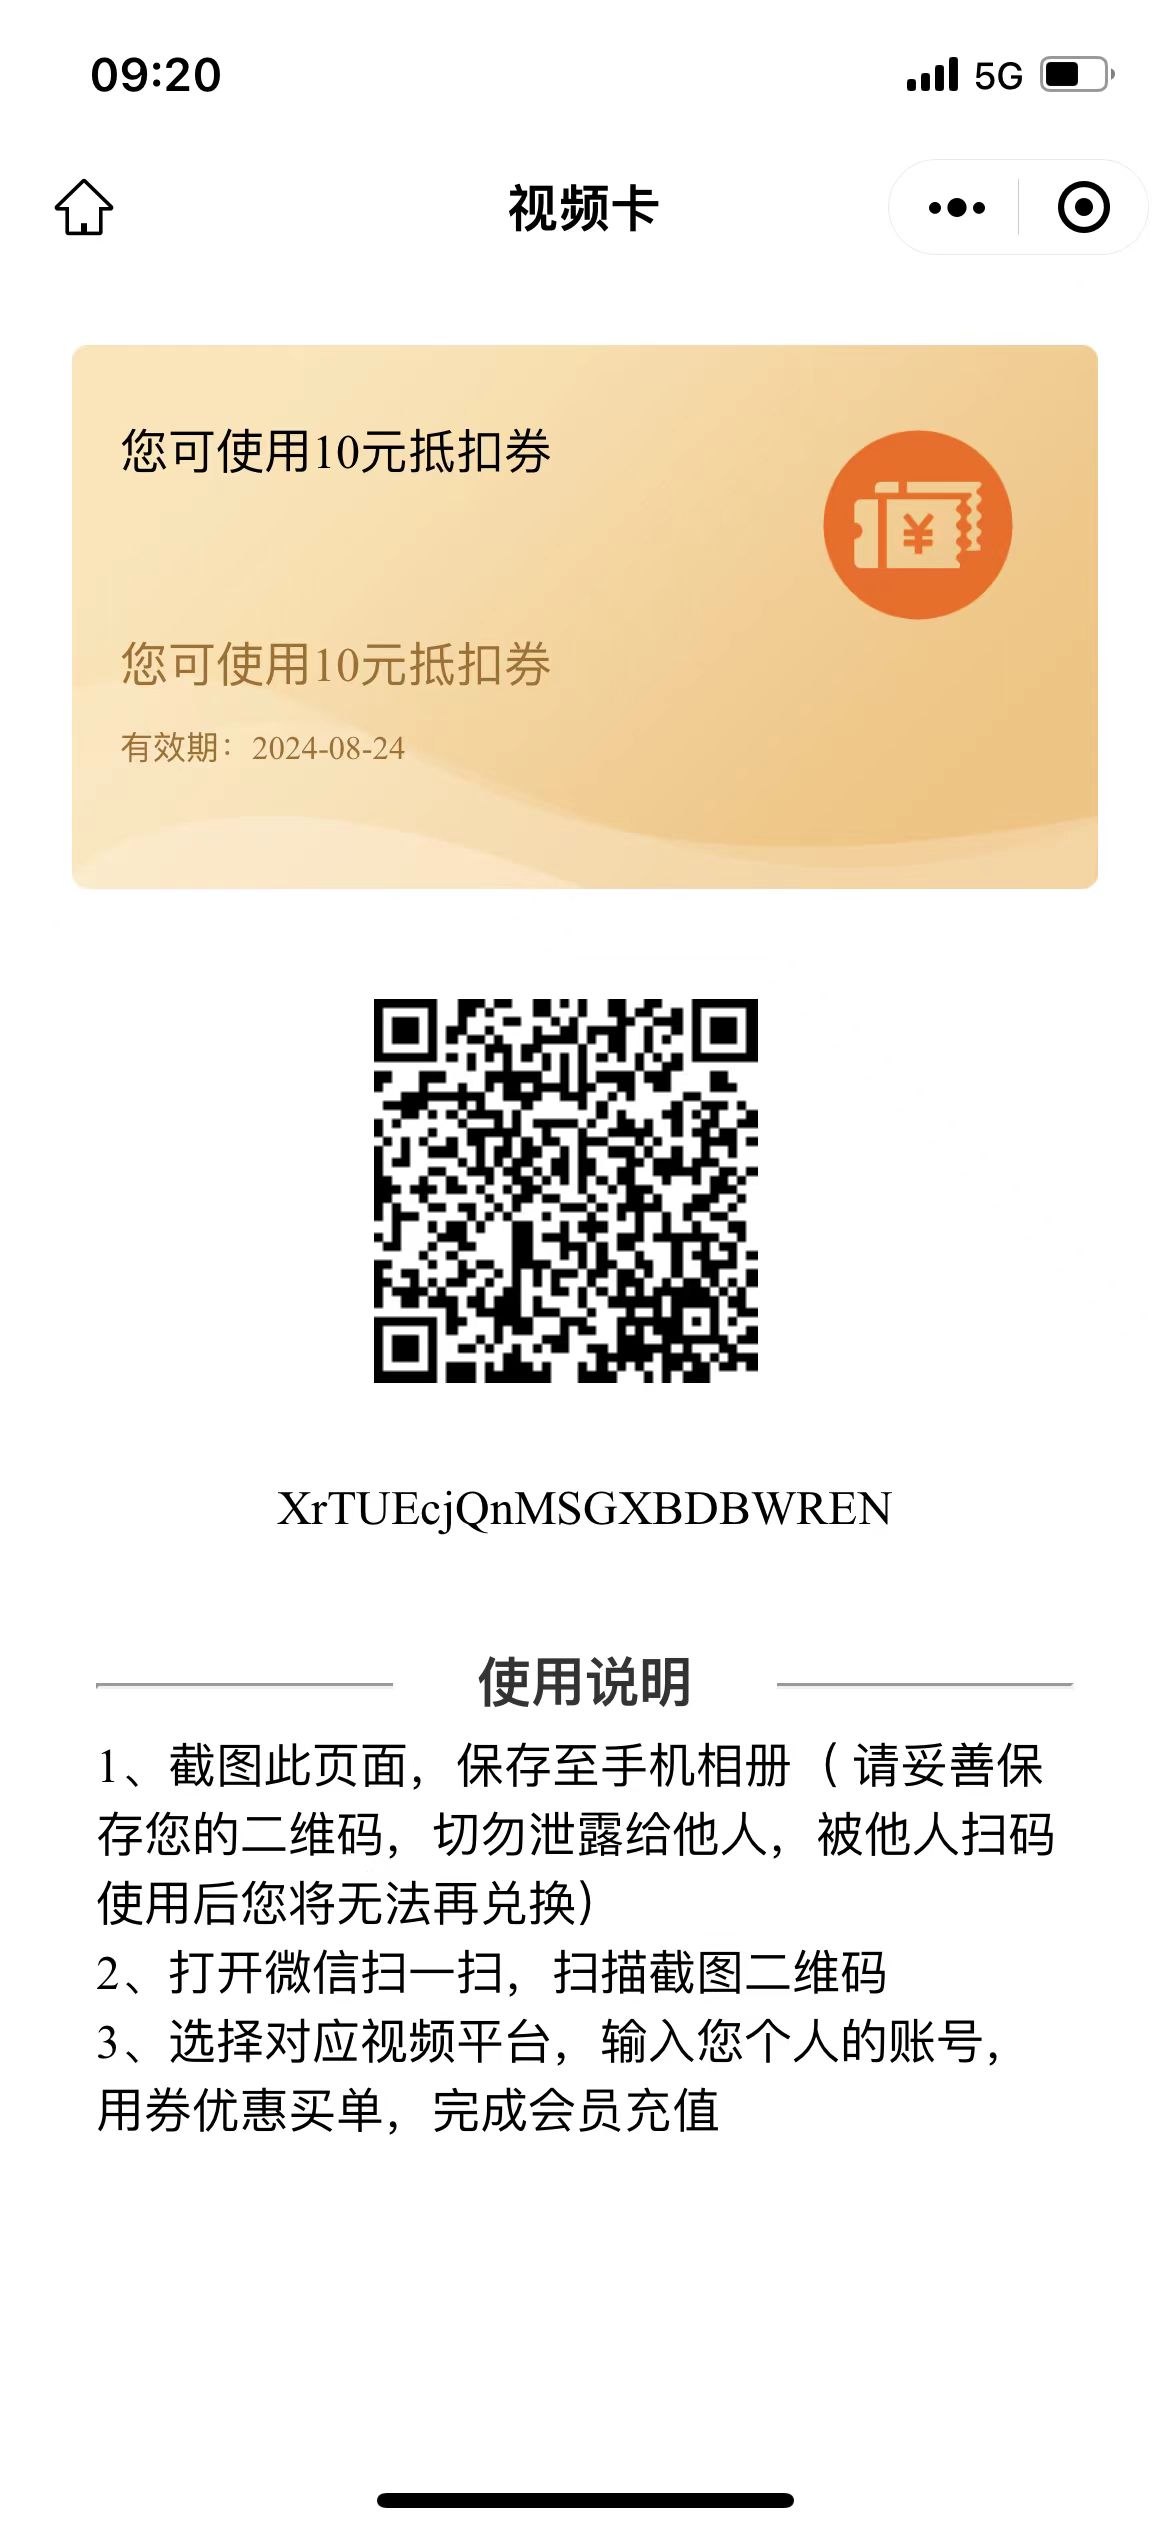 09:20
5G
视频卡
您可使用10元抵扣券
¥
您可使用10元抵扣券
有效期：2024-08-24
XrTUEcjQnMSGXBDBWREN
使用说明
1、截图此页面，保存至手机相册（ 请妥善保
存您的二维码，切勿泄露给他人，被他人扫码
使用后您将无法再兑换）
2、打开微信扫一扫，扫描截图二维码
3、选择对应视频平台，输入您个人的账号，
用券优惠买单，完成会员充值